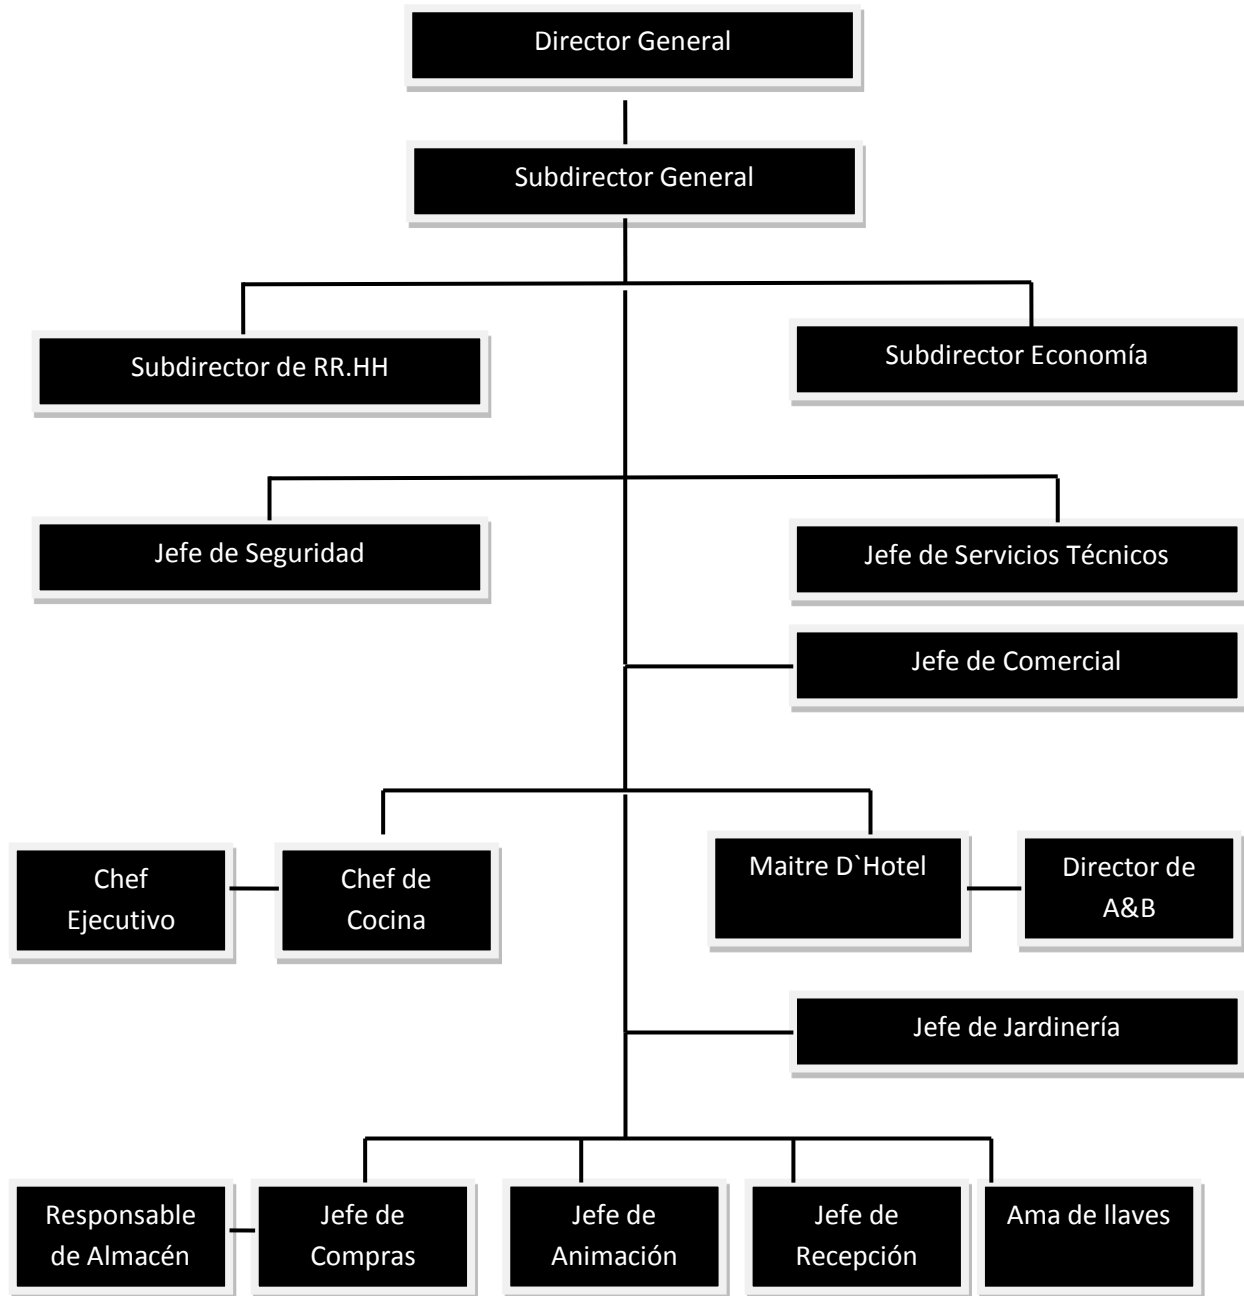 Director General
Subdirector General
Subdirector de RR.HH
Subdirector Economía
Jefe de Seguridad
Jefe de Servicios Técnicos
Jefe de Comercial
Chef
Ejecutivo
Chef de
Cocina
Maitre D`Hotel
Director de
A&B
Jefe de Jardinería
Responsable
de Almacén
Jefe de
Compras
Jefe de
Animación
Jefe de
Recepción
Ama de llaves